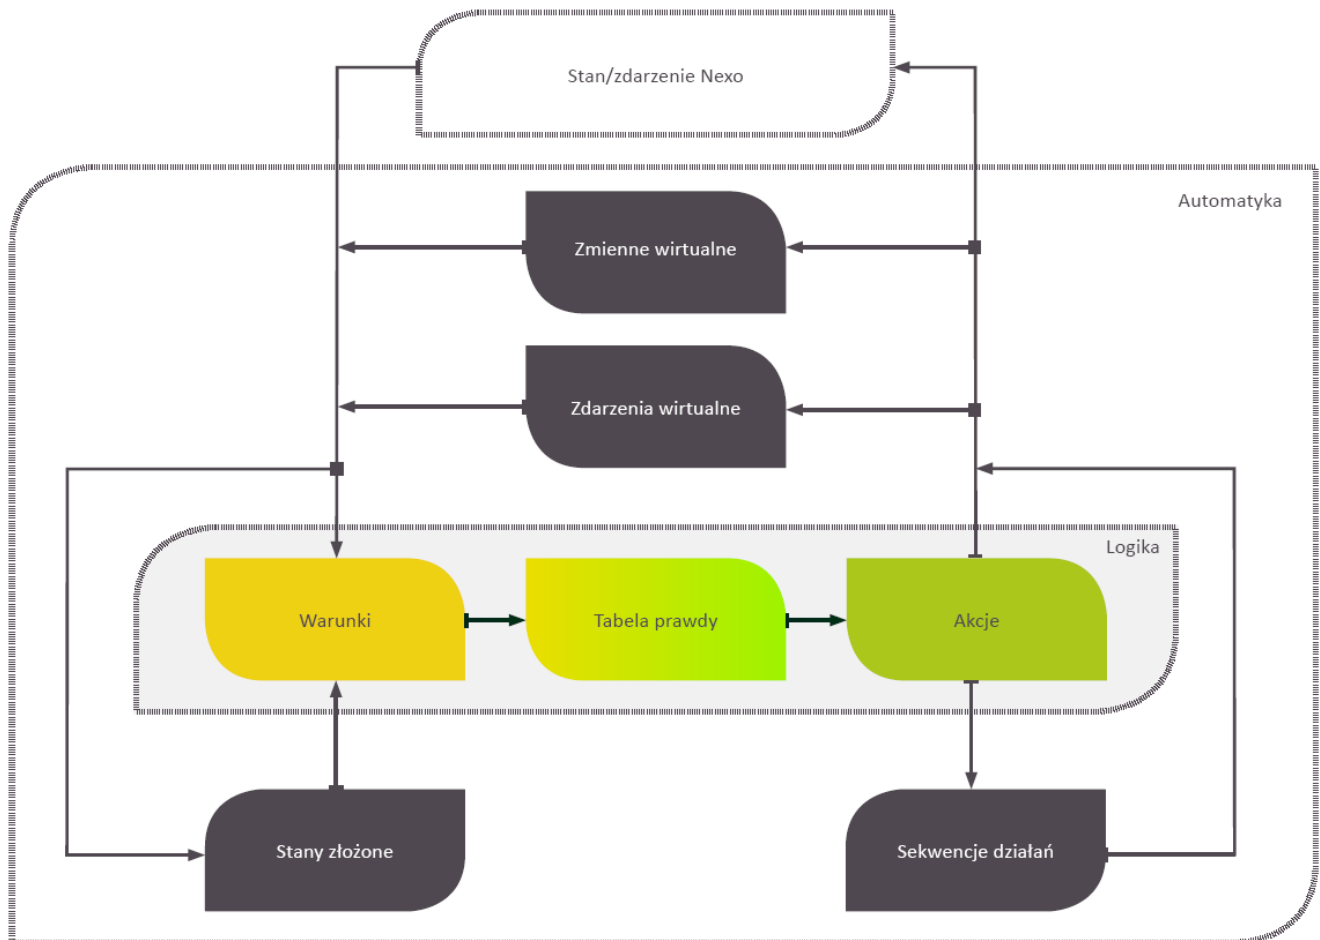 Stan/zdarzenie Nexo
Automatyka
Zmienne wirtualne
Zdarzenia wirtualne
Logika
Warunki
Tabela prawdy
Akcje
Stany złożone
Sekwencje działań